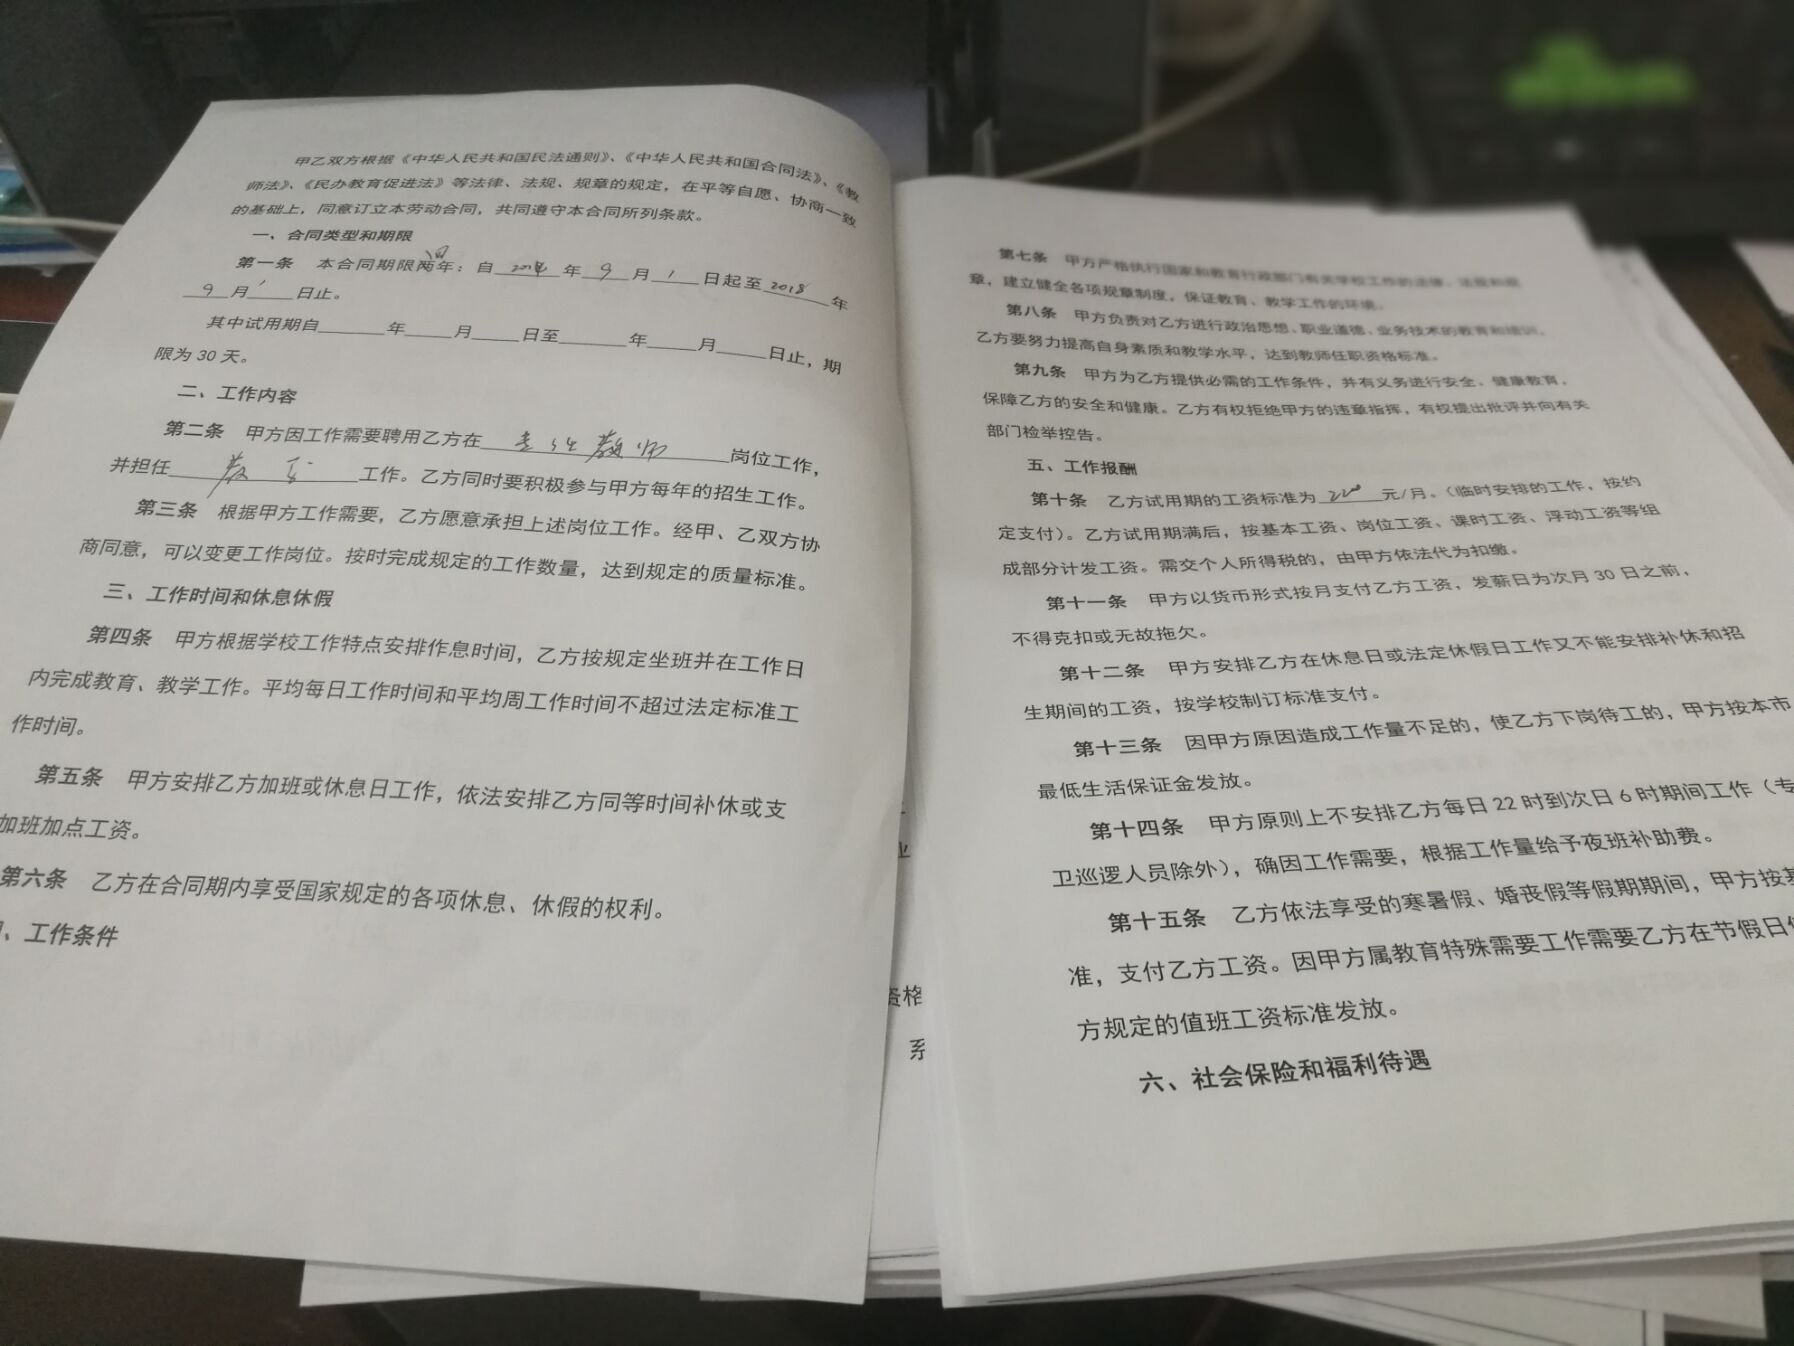 甲乙双方根据《中华人民共和国民法通则》、《中华人民共和国合同法》、《教
师法》、《民办教育促进法》等法律、法规、规章的规定，在平等自愿、协商一致
的基础上，同意订立本劳动合同，共同遵守本合同所列条款。
一、合同类型和期限
四
第一条 本合同期限两年：自2014年9月1日起至2018年
9月1日止。
其中试用期自年月日至年月日止，期
限为30天。
二、工作内容
第二条 甲方因工作需要聘用乙方在专任教师岗位工作，
并担任工作。乙方同时要积极参与甲方每年的招生工作。
第三条 根据甲方工作需要，乙方愿意承担上述岗位工作。经甲、乙双方协
商同意，可以变更工作岗位。按时完成规定的工作数量，达到规定的质量标准。
三、工作时间和休息休假
第四条 甲方根据学校工作特点安排作息时间，乙方按规定坐班并在工作日
内完成教育、教学工作。平均每日工作时间和平均周工作时间不超过法定标准工
作时间。
第五条 甲方安排乙方加班或休息日工作，依法安排乙方同等时间补休或支
加班加点工资。
第六条 乙方在合同期内享受国家规定的各项休息、休假的权利。
、工作条件
第七条 甲方严格执行国家和教育行政部门有关学校工作的法律、法规和规
章，建立健全各项规章制度，保证教育、教学工作的环境。
第八条 甲方负责对乙方进行政治思想、职业道德、业务技术的教育和培训，
乙方要努力提高自身素质和教学水平，达到教师任职资格标准。
第九条 甲方为乙方提供必需的工作条件，并有义务进行安全、健康教育，
保障乙方的安全和健康。乙方有权拒绝甲方的违章指挥，有权提出批评并向有关
部门检举控告。
五、工作报酬
第十条 乙方试用期的工资标准为2200元/月。（临时安排的工作，按约
定支付）。乙方试用期满后，按基本工资、岗位工资、课时工资、浮动工资等组
成部分计发工资。需交个人所得税的，由甲方依法代为扣缴。
第十一条 甲方以货币形式按月支付乙方工资，发薪日为次月30日之前，
不得克扣或无故拖欠。
第十二条 甲方安排乙方在休息日或法定休假日工作又不能安排补休和招
生期间的工资，按学校制订标准支付。
第十三条 因甲方原因造成工作量不足的，使乙方下岗待工的，甲方按本市
最低生活保证金发放。
第十四条 甲方原则上不安排乙方每日22时到次日6时期间工作（专
卫巡逻人员除外），确因工作需要，根据工作量给予夜班补助费。
第十五条 乙方依法享受的寒暑假、婚丧假等假期期间，甲方按基
准，支付乙方工资。因甲方属教育特殊需要工作需要乙方在节假日
方规定的值班工资标准发放。
六、社会保险和福利待遇
业
资格
系